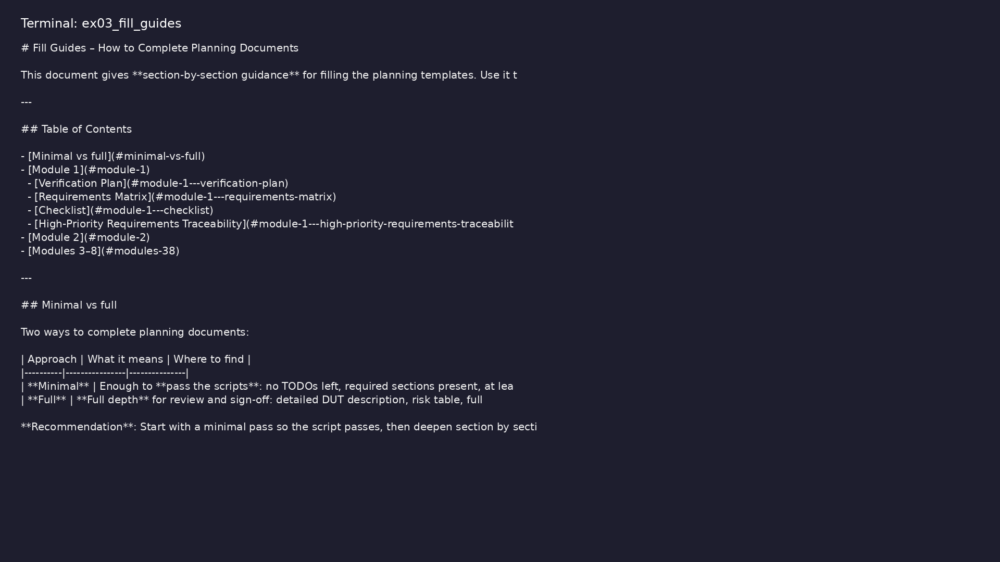 Terminal: ex03_fill_guides
# Fill Guides – How to Complete Planning Documents
This document gives **section-by-section guidance** for filling the planning templates. Use it t
---
## Table of Contents
- [Minimal vs full](#minimal-vs-full)
- [Module 1](#module-1)
- [Verification Plan](#module-1---verification-plan)
- [Requirements Matrix](#module-1---requirements-matrix)
- [Checklist](#module-1---checklist)
- [High-Priority Requirements Traceability](#module-1---high-priority-requirements-traceabilit
- [Module 2](#module-2)
- [Modules 3–8](#modules-38)
---
## Minimal vs full
Two ways to complete planning documents:
| Approach | What it means | Where to find |
|----------|----------------|---------------|
| **Minimal** | Enough to **pass the scripts**: no TODOs left, required sections present, at lea
| **Full** | **Full depth** for review and sign-off: detailed DUT description, risk table, full
**Recommendation**: Start with a minimal pass so the script passes, then deepen section by secti